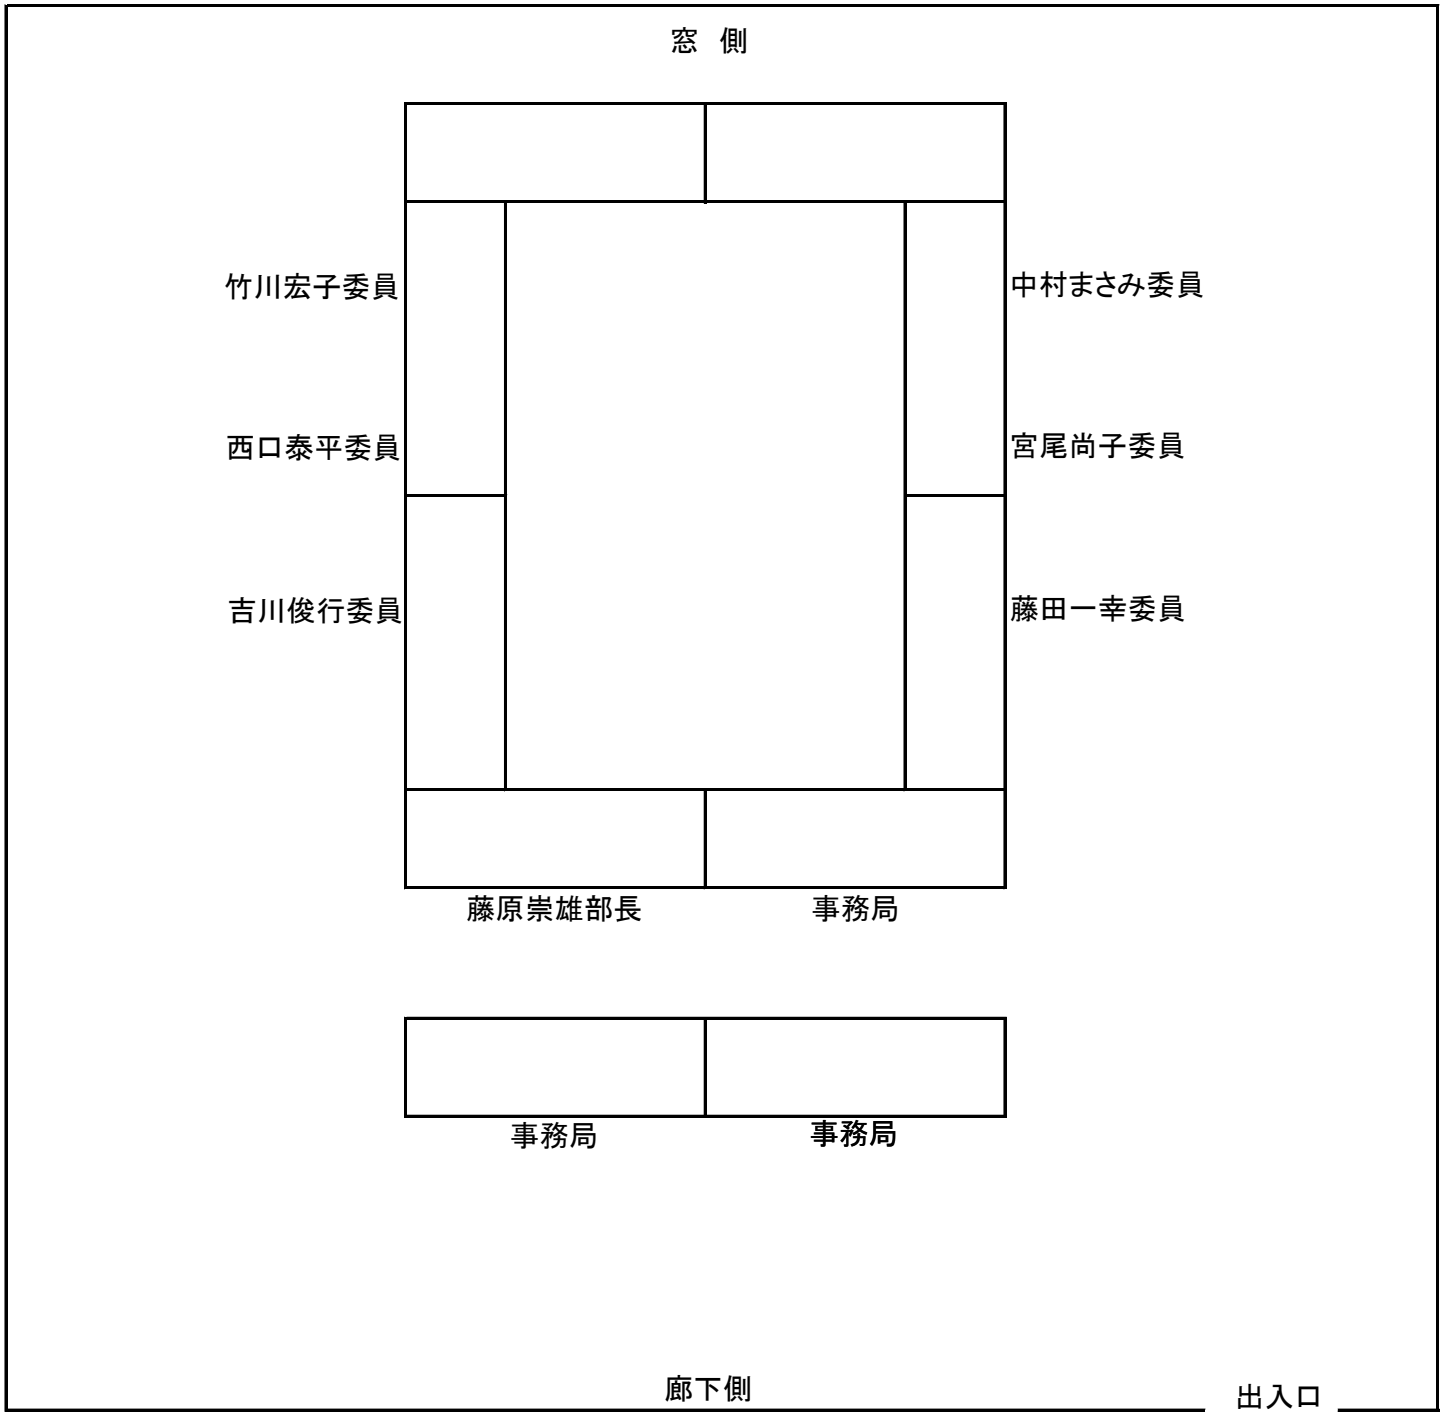 窓 側
竹川宏子委員
中村まさみ委員
西口泰平委員
宮尾尚子委員
吉川俊行委員
藤田一幸委員
藤原崇雄部長
事務局
事務局
事務局
廊下側
出入口